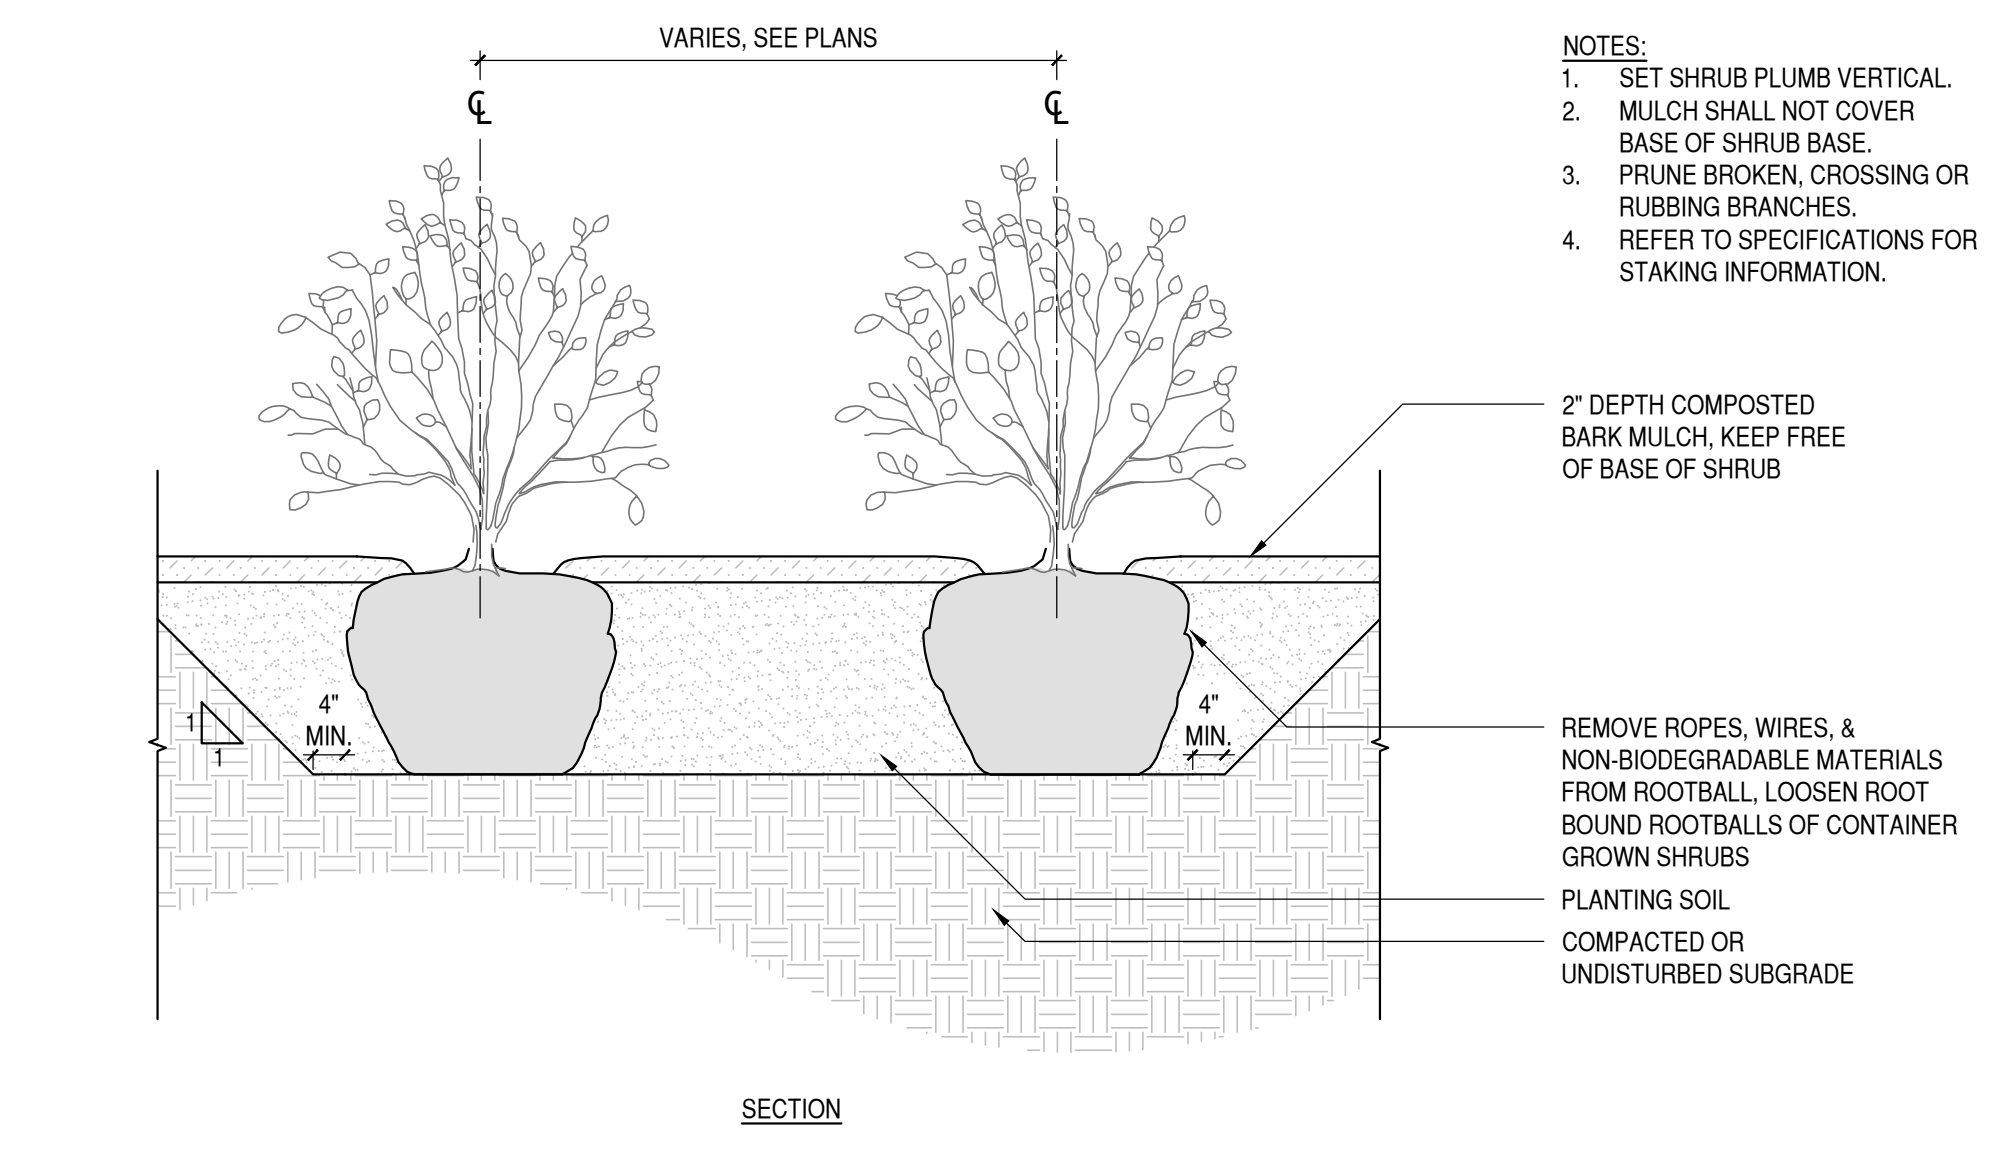 VARIES, SEE PLANS
℄
℄
NOTES:
1. SET SHRUB PLUMB VERTICAL.
2. MULCH SHALL NOT COVER
BASE OF SHRUB BASE.
3. PRUNE BROKEN, CROSSING OR
RUBBING BRANCHES.
4. REFER TO SPECIFICATIONS FOR
STAKING INFORMATION.
2" DEPTH COMPOSTED
BARK MULCH, KEEP FREE
OF BASE OF SHRUB
4"
MIN.
4"
MIN.
1
1
REMOVE ROPES, WIRES, &
NON-BIODEGRADABLE MATERIALS
FROM ROOTBALL, LOOSEN ROOT
BOUND ROOTBALLS OF CONTAINER
GROWN SHRUBS
PLANTING SOIL
COMPACTED OR
UNDISTURBED SUBGRADE
SECTION